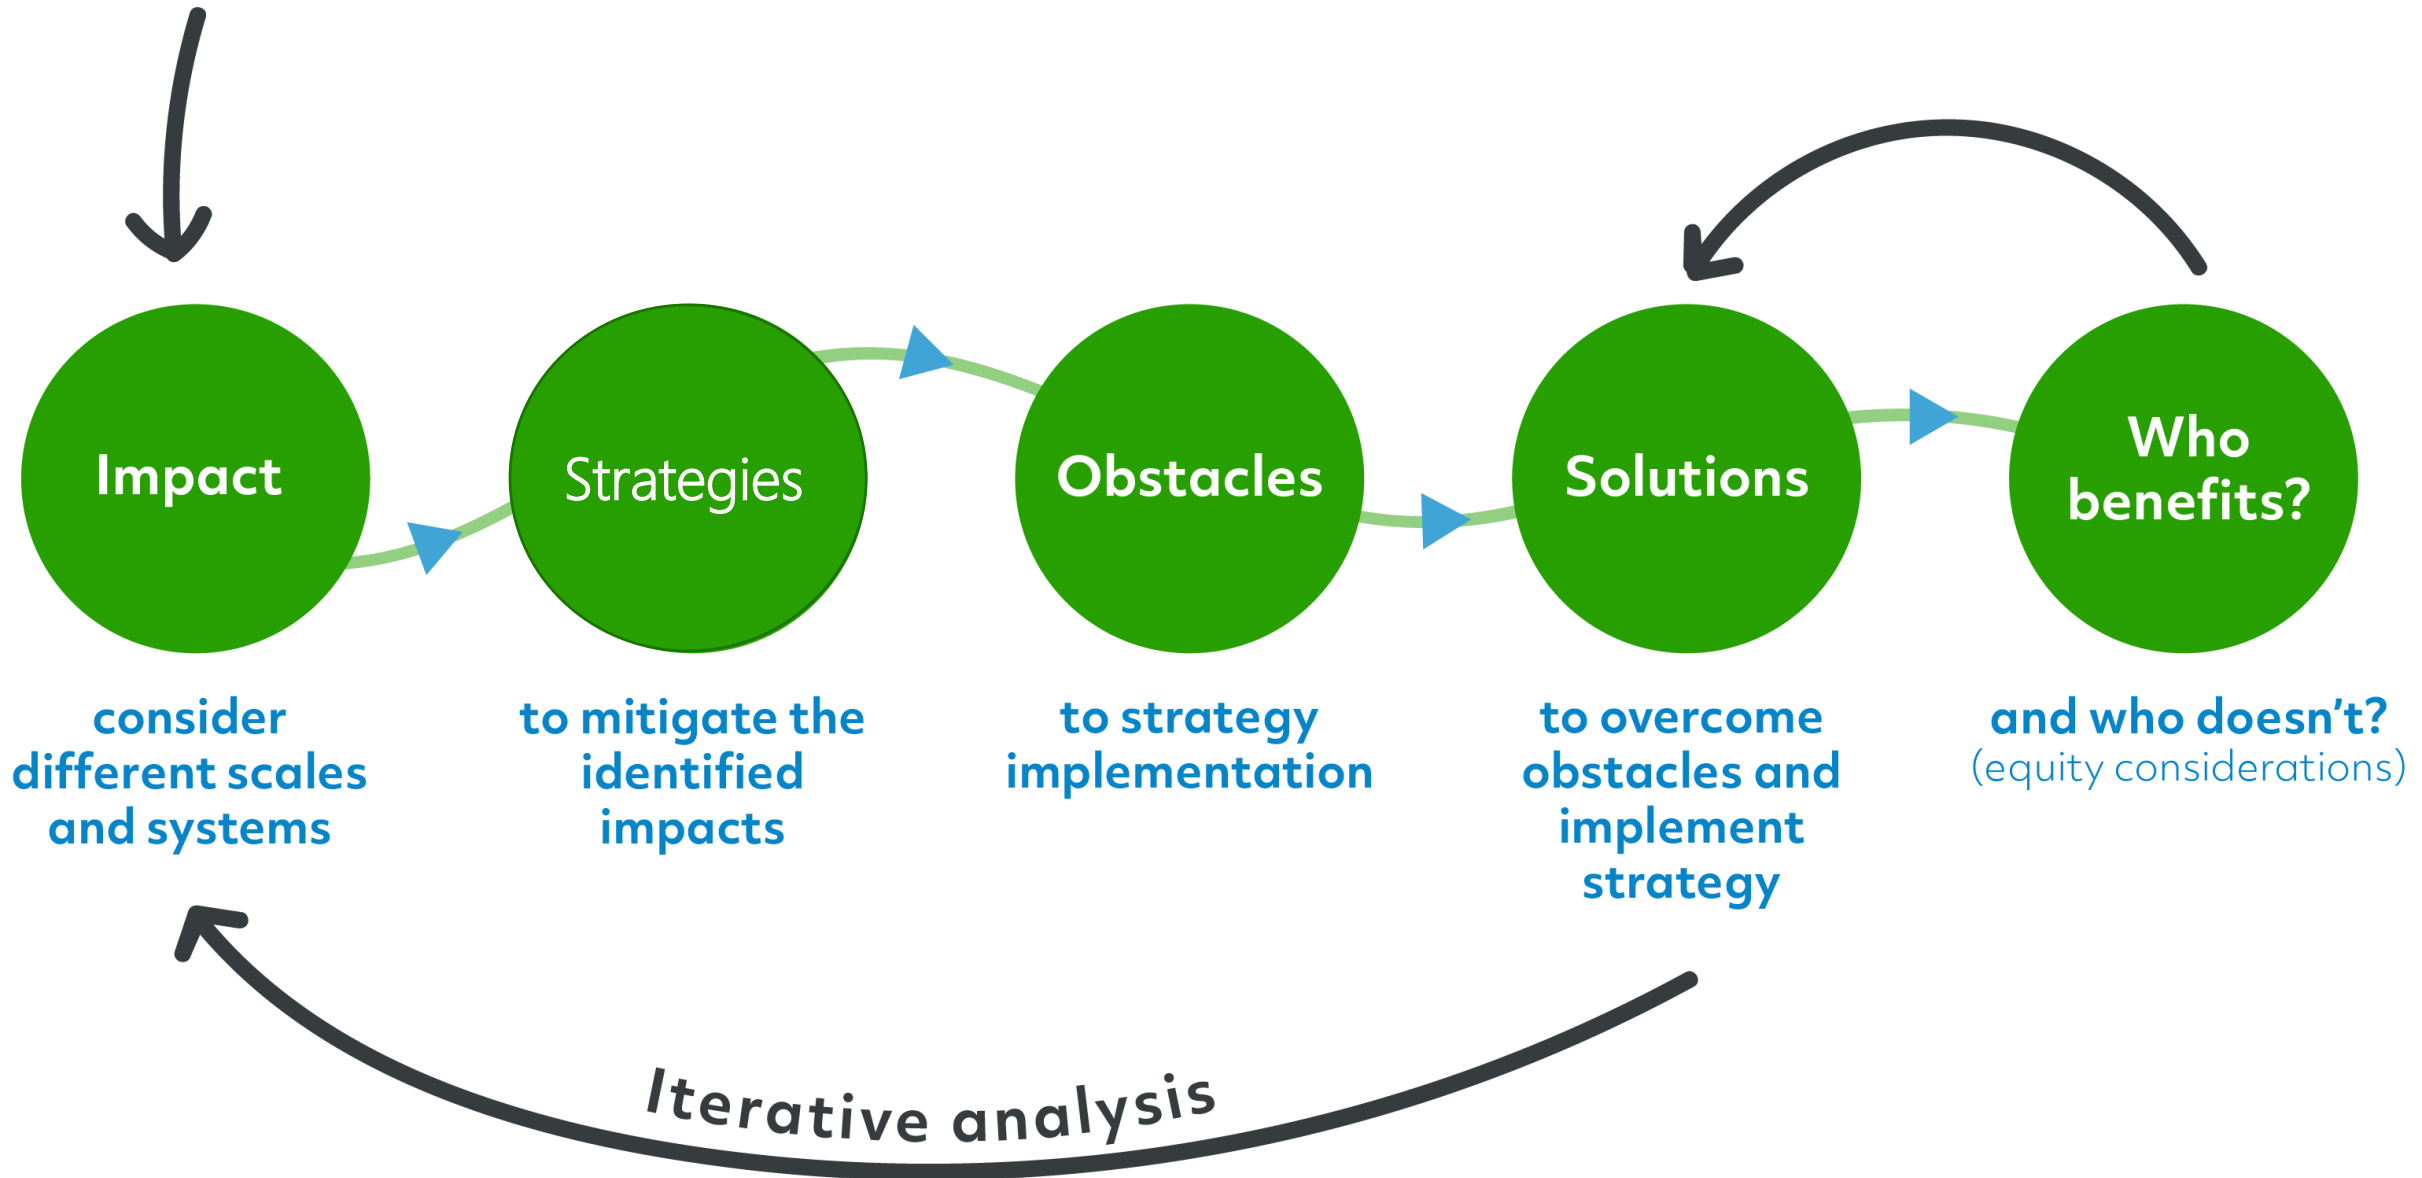 Impact
Strategies
Obstacles
Solutions
Who
benefits?
consider
different scales
and systems
to mitigate the
identified
impacts
to strategy
implementation
to overcome
obstacles and
implement
strategy
and who doesn’t?
(equity considerations)
Iterative analysis